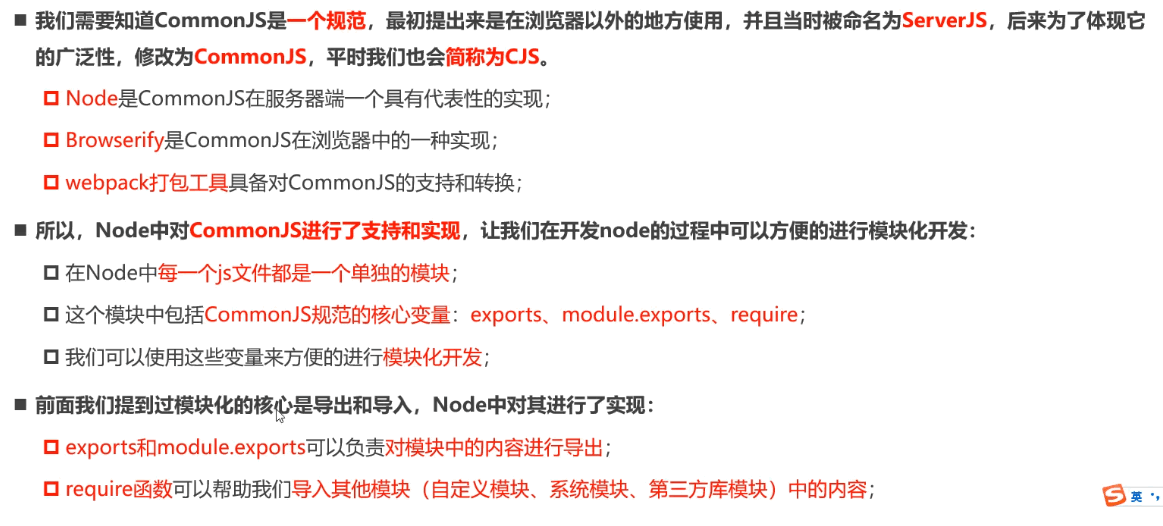 我们需要知道CommonJS是一个规范，最初提出来是在浏览器以外的地方使用，并且当时被命名为ServerJS，后来为了体现它
的广泛性，修改为CommonJS，平时我们也会简称为CJS。
Node是CommonJS在服务器端一个具有代表性的实现；
Browserify是CommonJS在浏览器中的一种实现；
webpack打包工具具备对CommonJS的支持和转换；
所以，Node中对CommonJS进行了支持和实现，让我们在开发node的过程中可以方便的进行模块化开发：
在Node中每一个js文件都是一个单独的模块；
这个模块中包括CommonJS规范的核心变量：exports、module.exports、require；
我们可以使用这些变量来方便的进行模块化开发；
前面我们提到过模块化的核心是导出和导入，Node中对其进行了实现：
exports和module.exports可以负责对模块中的内容进行导出；
require函数可以帮助我们导入其他模块（自定义模块、系统模块、第三方库模块）中的内容；
S 英